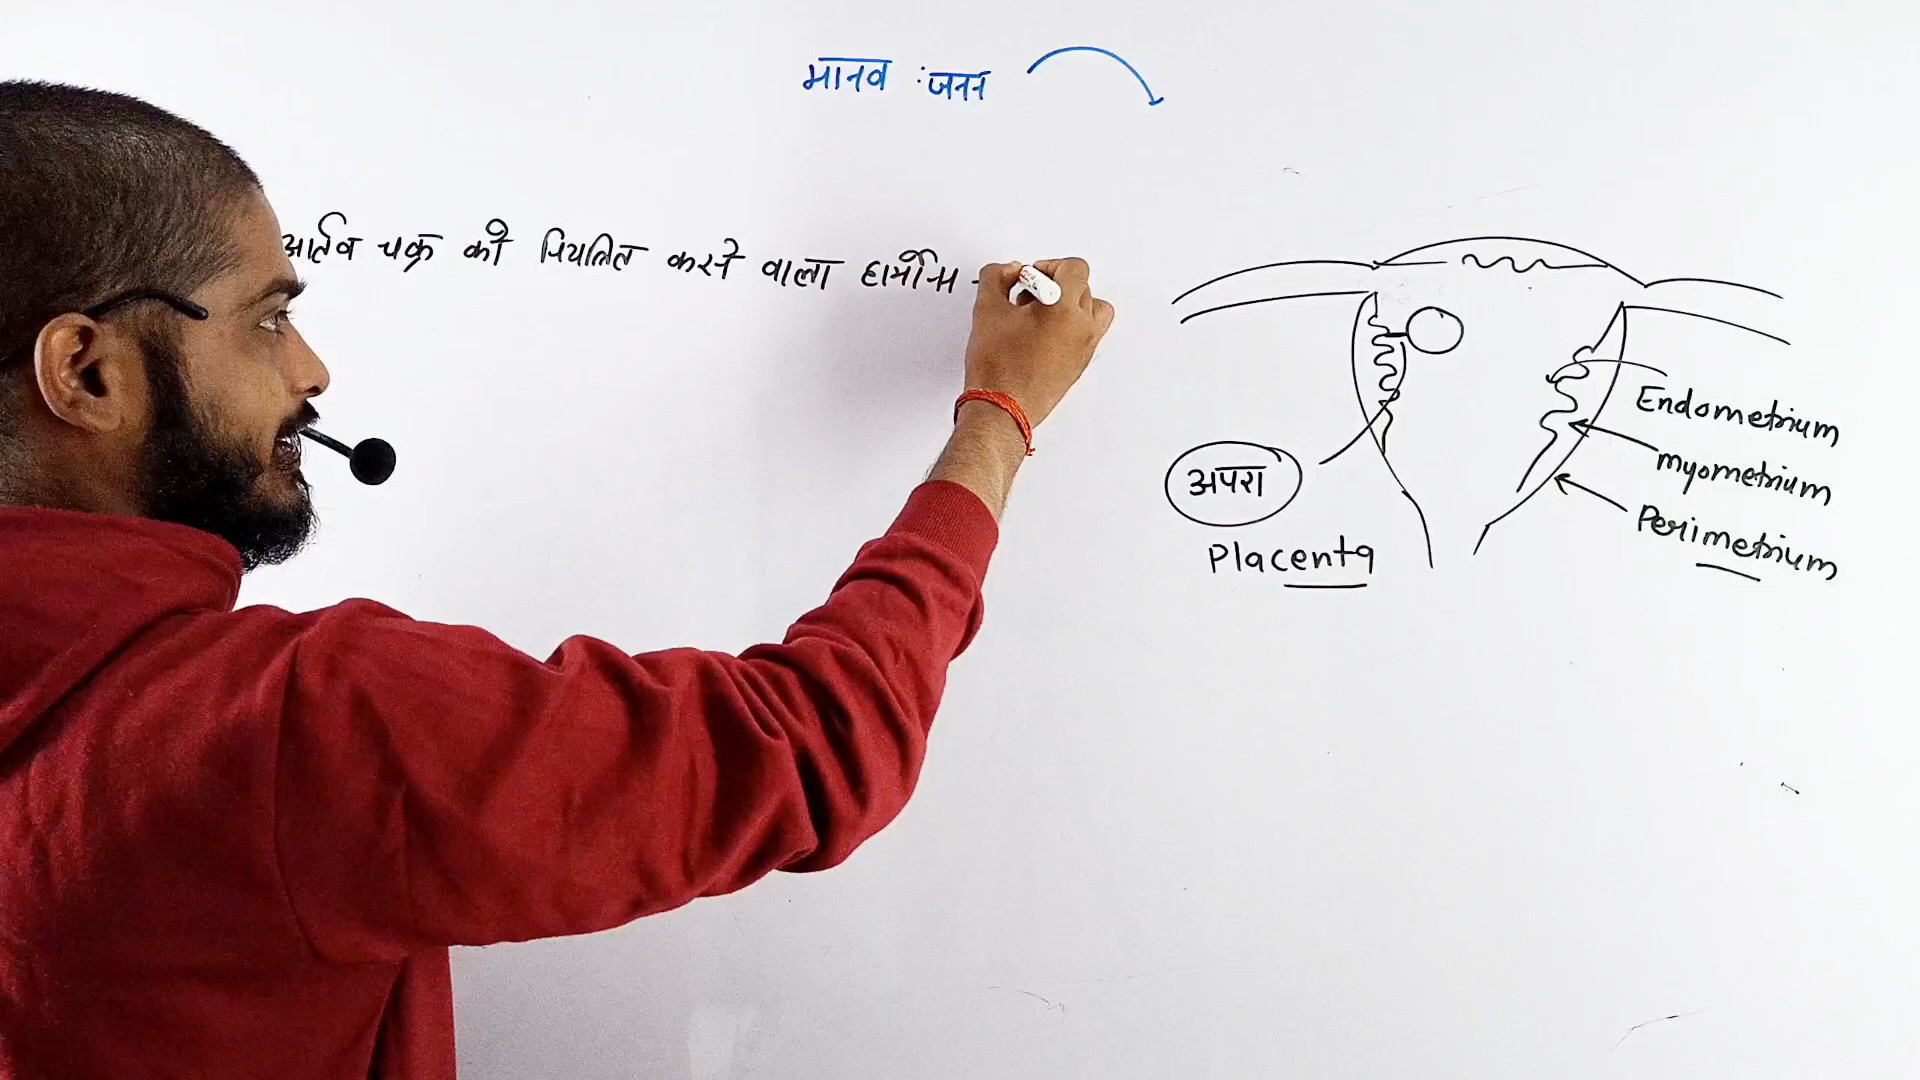 मानव : जनन
आर्तव चक्र को नियंत्रित करने वाला हार्मोन्स -
Endometrium
myometrium
Perimetrium
अपरा
Placenta